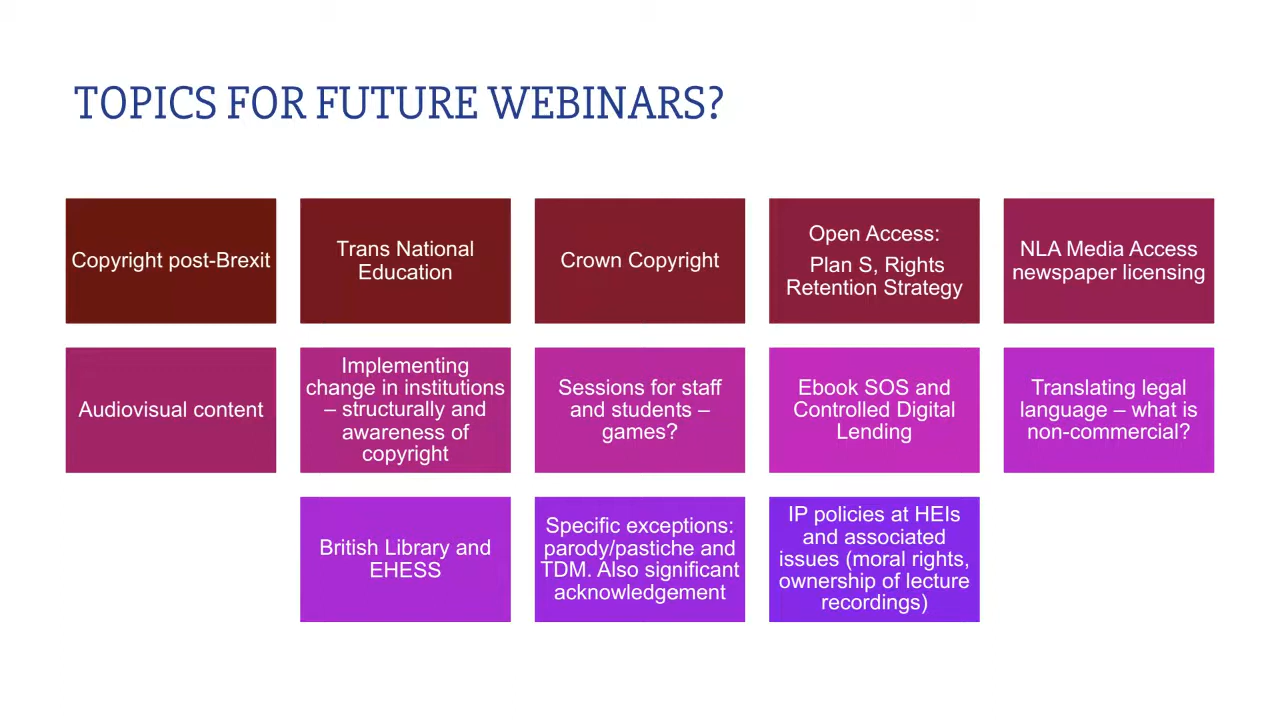 TOPICS FOR FUTURE WEBINARS?
Copyright post-Brexit
Trans National
Education
Crown Copyright
Open Access:
Plan S, Rights
Retention Strategy
NLA Media Access
newspaper licensing
Audiovisual content
Implementing
change in institutions
– structurally and
awareness of
copyright
Sessions for staff
and students –
games?
Ebook SOS and
Controlled Digital
Lending
Translating legal
language – what is
non-commercial?
British Library and
EHESS
Specific exceptions:
parody/pastiche and
TDM. Also significant
acknowledgement
IP policies at HEIs
and associated
issues (moral rights,
ownership of lecture
recordings)